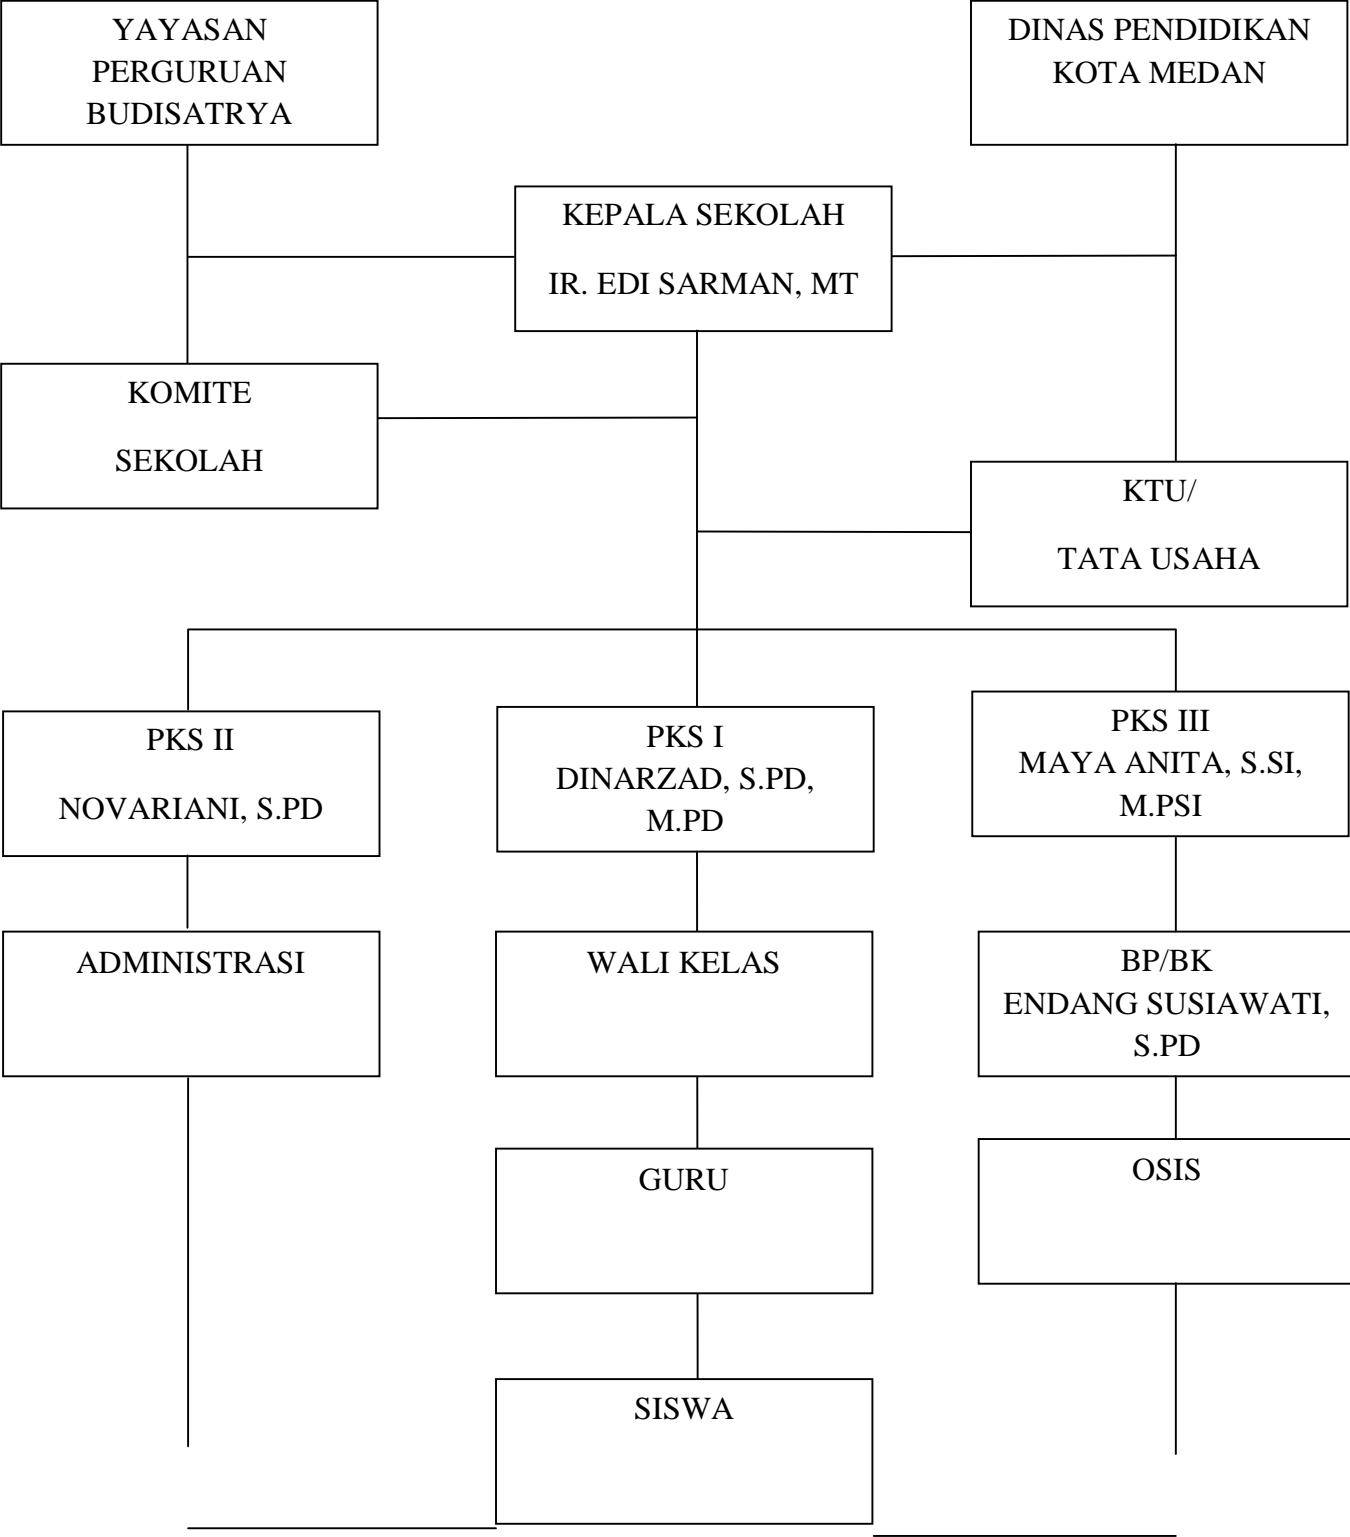 YAYASAN
PERGURUAN
BUDISATRYA
DINAS PENDIDIKAN
KOTA MEDAN
KEPALA SEKOLAH
IR. EDI SARMAN, MT
KOMITE
SEKOLAH
KTU/
TATA USAHA
PKS II
NOVARIANI, S.PD
PKS I
DINARZAD, S.PD,
M.PD
PKS III
MAYA ANITA, S.SI,
M.PSI
ADMINISTRASI
WALI KELAS
BP/BK
ENDANG SUSIAWATI,
S.PD
GURU
OSIS
SISWA